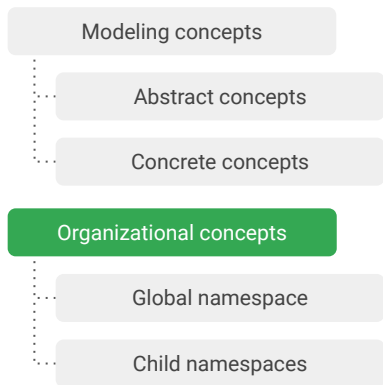 Modeling concepts
Abstract concepts
Concrete concepts
Organizational concepts
Global namespace
Child namespaces